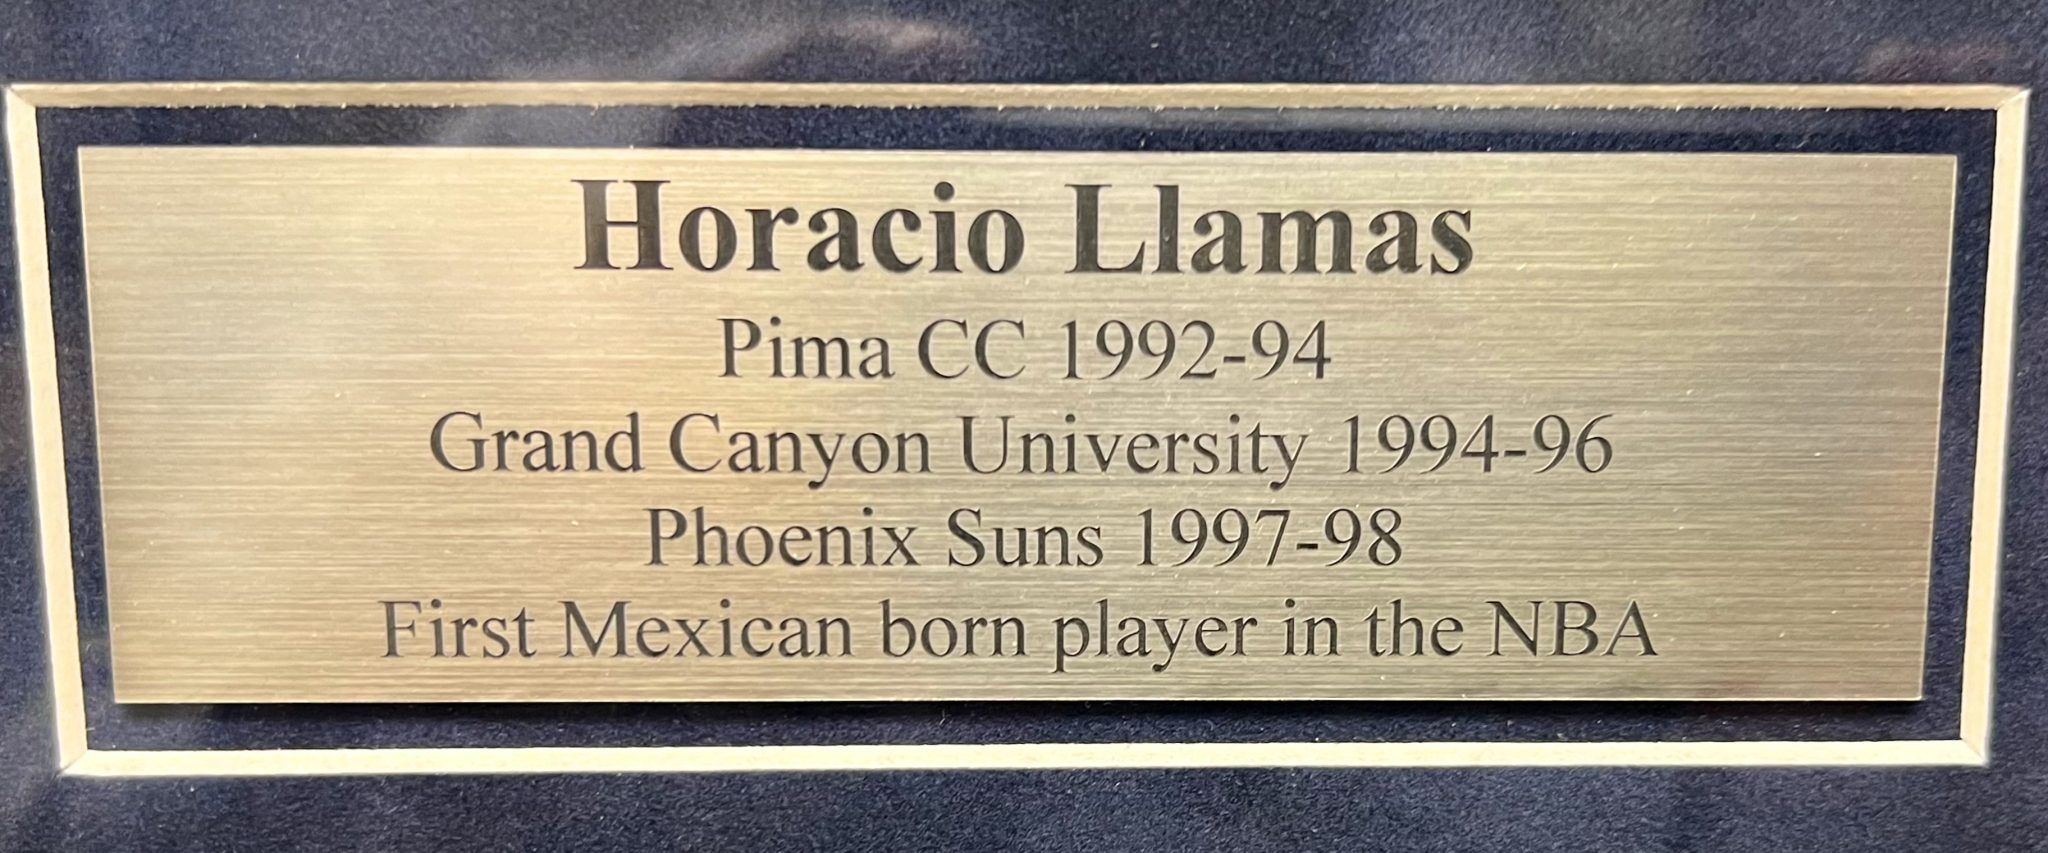 Horacio Llamas
Pima CC 1992-94
Grand Canyon University 1994-96
Phoenix Suns 1997-98
First Mexican born player in the NBA